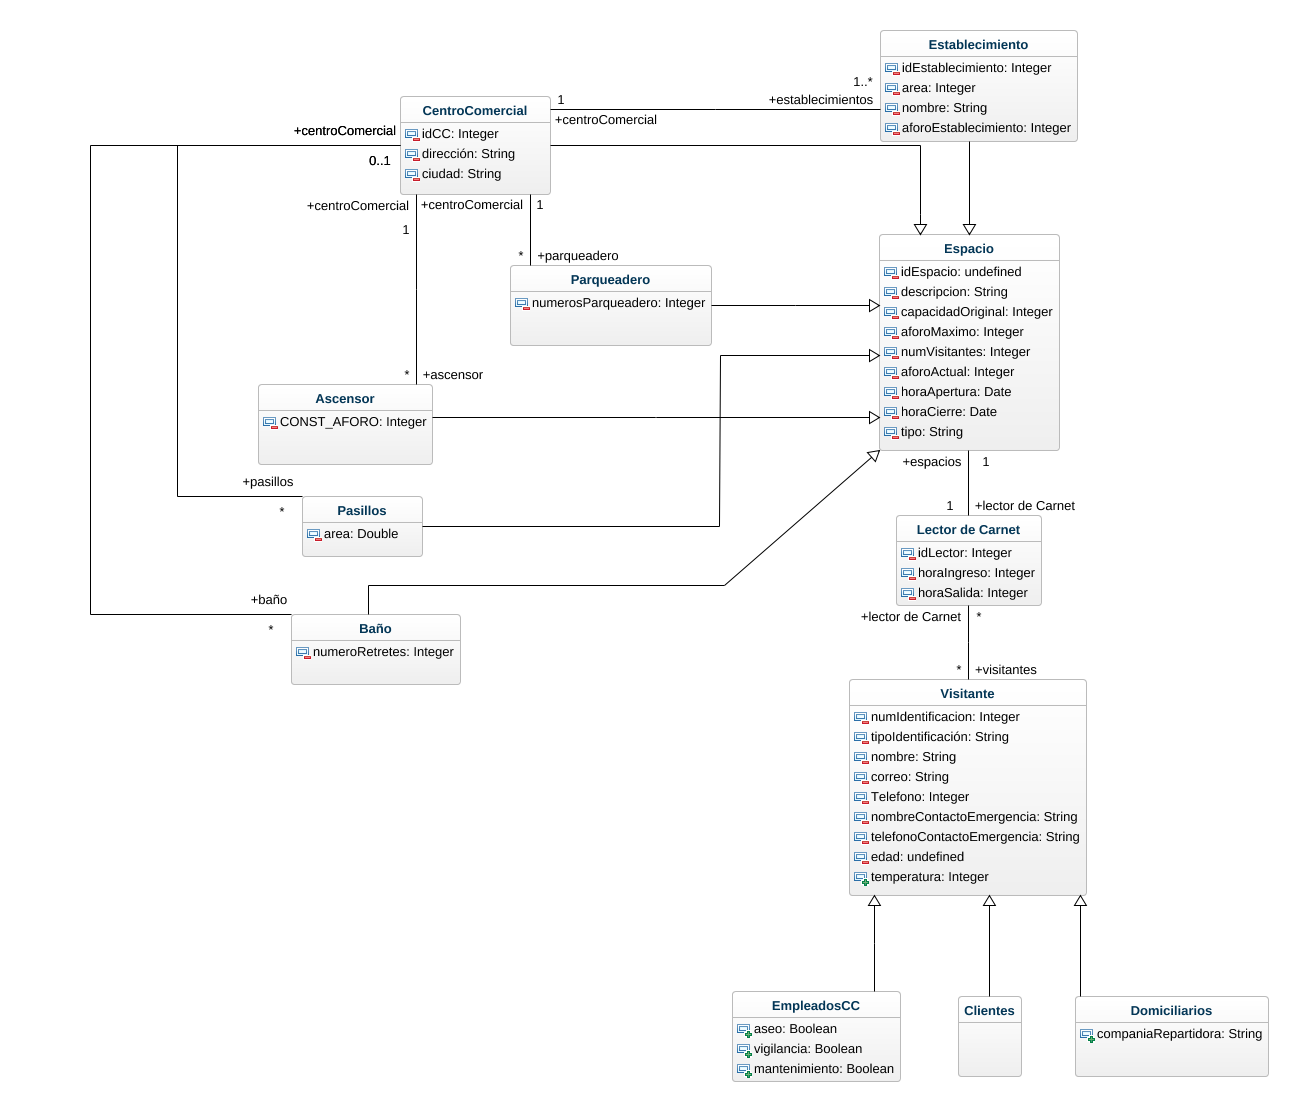 Establecimiento
idEstablecimiento: Integer
area: Integer
nombre: String
aforoEstablecimiento: Integer
1..*
+establecimientos
1
+centroComercial
CentroComercial
idCC: Integer
dirección: String
ciudad: String
+centroComercial
0..1
+centroComercial
1
+centroComercial
1
*
+parqueadero
Parqueadero
numerosParqueadero: Integer
Espacio
idEspacio: undefined
descripcion: String
capacidadOriginal: Integer
aforoMaximo: Integer
numVisitantes: Integer
aforoActual: Integer
horaApertura: Date
horaCierre: Date
tipo: String
*
+ascensor
Ascensor
CONST_AFORO: Integer
+pasillos
*
Pasillos
area: Double
+espacios
1
1
+lector de Carnet
Lector de Carnet
idLector: Integer
horaIngreso: Integer
horaSalida: Integer
+baño
*
Baño
numeroRetretes: Integer
+lector de Carnet
*
*
+visitantes
Visitante
numIdentificacion: Integer
tipoIdentificación: String
nombre: String
correo: String
Telefono: Integer
nombreContactoEmergencia: String
telefonoContactoEmergencia: String
edad: undefined
temperatura: Integer
EmpleadosCC
aseo: Boolean
vigilancia: Boolean
mantenimiento: Boolean
Clientes
Domiciliarios
companiaRepartidora: String